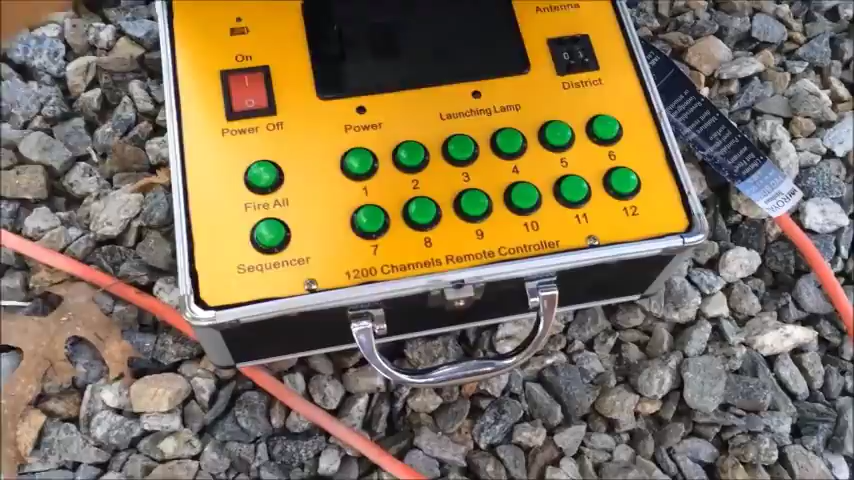 Antenna
On
District
Power Off
Power
Launching Lamp
1 2 3 4 5 6
Fire All
7 8 9 10 11 12
Sequencer
1200 Channels Remote Controller